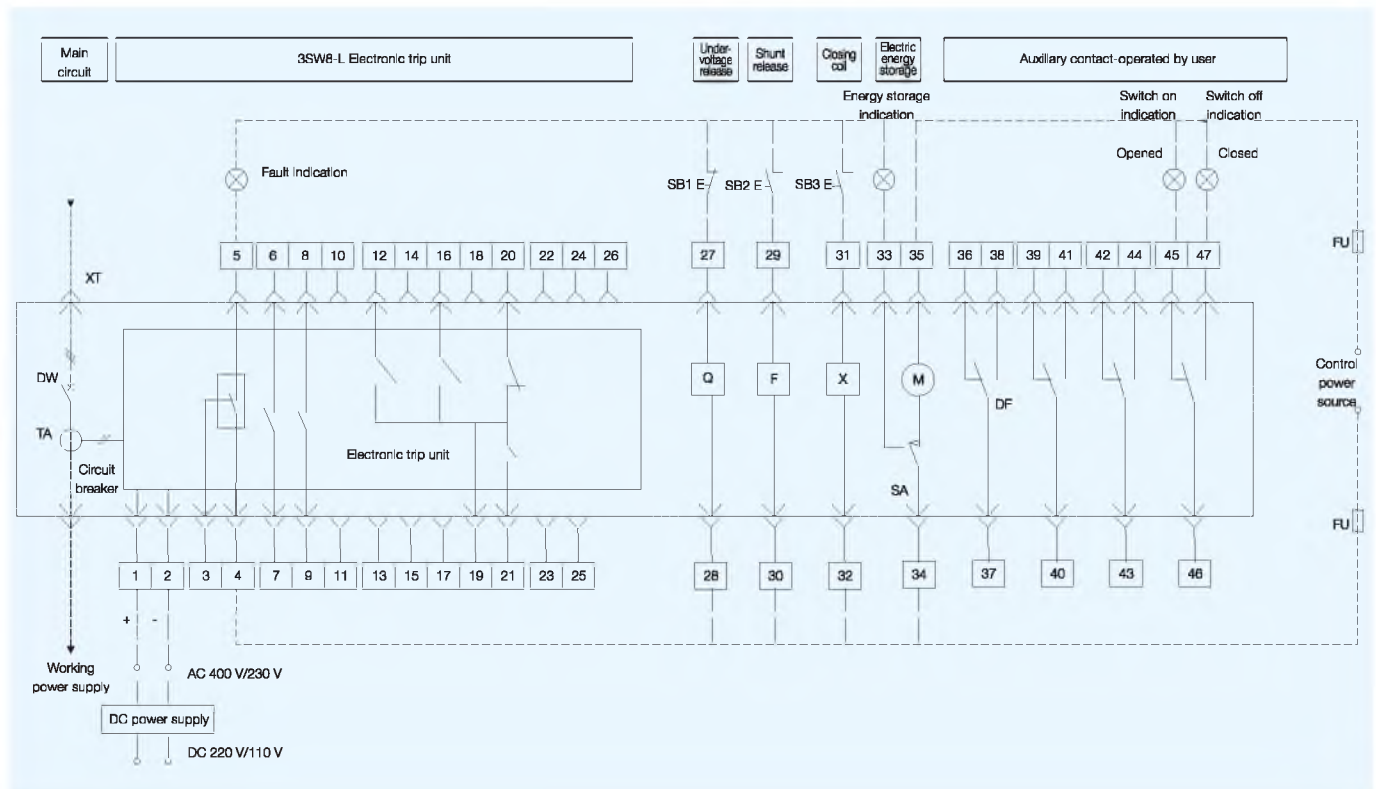 Main
circuit
3SW8-L Electronic trip unit
Under-
voltage
release
Shunt
release
Closing
coil
Electric
energy
storage
Auxiliary contact-operated by user
Energy storage
indication
Switch on
indication
Switch off
indication
Opened
Closed
Fault indication
SB1 E
SB2 E
SB3 E
FU
XT
5 6 8 10 12 14 16 18 20 22 24 26 27 29 31 33 35 36 38 39 41 42 44 45 47
DW
Q
F
X
M
DF
Control
power
source
TA
Circuit
breaker
Electronic trip unit
SA
FU
1 2 3 4 7 9 11 13 15 17 19 21 23 25 28 30 32 34 37 40 43 46
+ -
Working
power supply
AC 400 V/230 V
DC power supply
DC 220 V/110 V